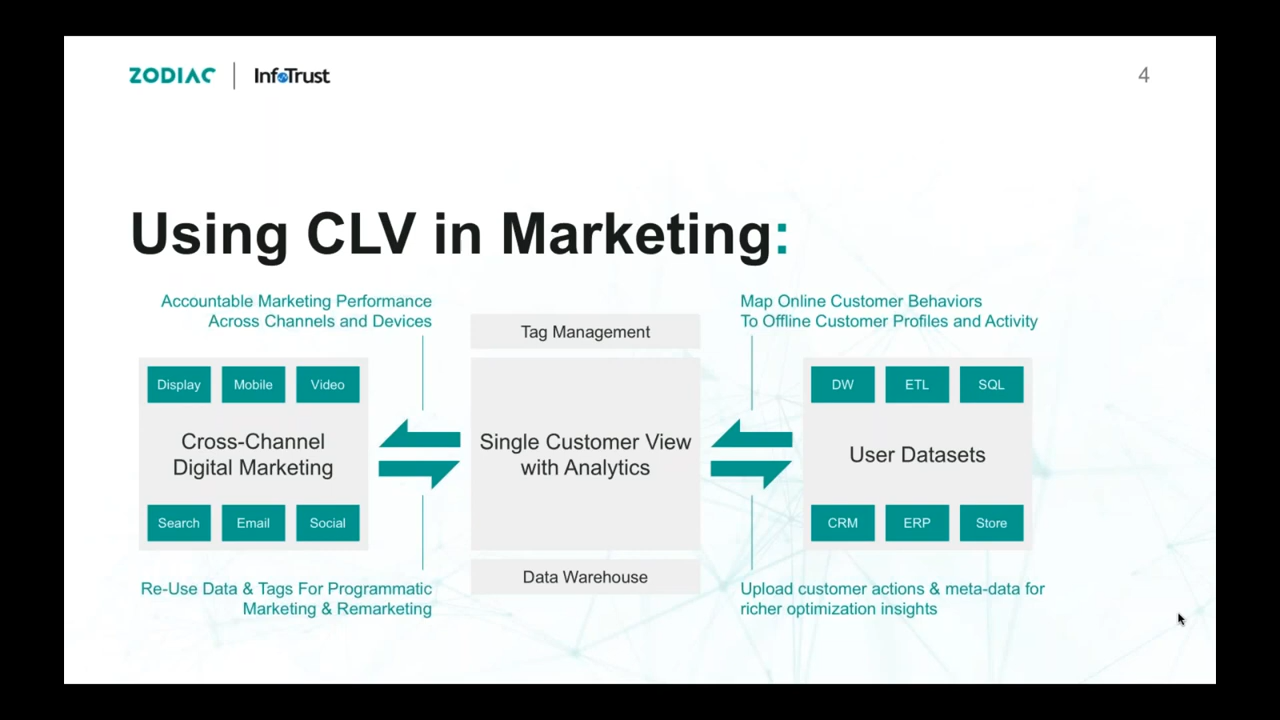 ZODIAC | InfoTrust
4
Using CLV in Marketing:
Accountable Marketing Performance
Across Channels and Devices
Map Online Customer Behaviors
To Offline Customer Profiles and Activity
Tag Management
Display Mobile Video
Cross-Channel
Digital Marketing
Search Email Social
Single Customer View
with Analytics
DW ETL SQL
User Datasets
CRM ERP Store
Data Warehouse
Re-Use Data & Tags For Programmatic
Marketing & Remarketing
Upload customer actions & meta-data for
richer optimization insights